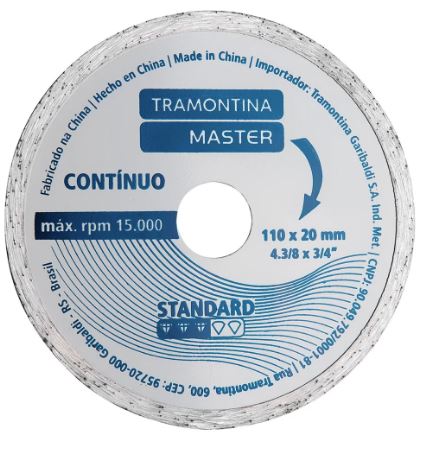 Fabricado na China | Hecho en China | Made in China | Importador: Tramontina Garibaldi S.A. Ind. Met. | CNPJ: 90.049.792/0001-81 | Rua Tramontina, 600, CEP: 95720-000 Garibaldi - RS - Brasil
TRAMONTINA
MASTER
CONTÍNUO
máx. rpm 15.000
110 x 20 mm
4.3/8 x 3/4"
STANDARD